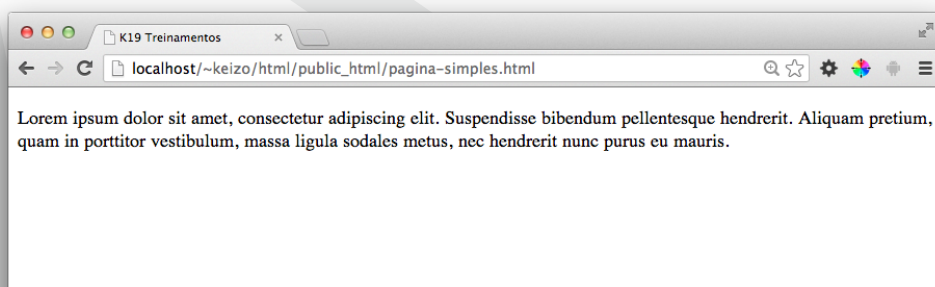 K19 Treinamentos
localhost/~keizo/html/public_html/pagina-simples.html
Lorem ipsum dolor sit amet, consectetur adipiscing elit. Suspendisse bibendum pellentesque hendrerit. Aliquam pretium,
quam in porttitor vestibulum, massa ligula sodales metus, nec hendrerit nunc purus eu mauris.